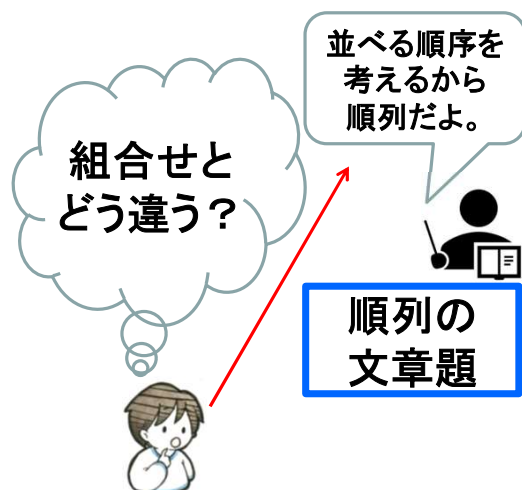 並べる順序を
考えるから
順列だよ。
組合せと
どう違う？
順列の
文章題